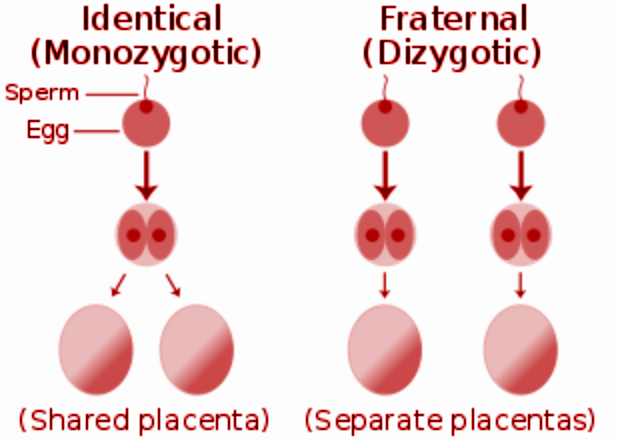 Identical
(Monozygotic)
Fraternal
(Dizygotic)
Sperm
Egg
(Shared placenta)
(Separate placentas)